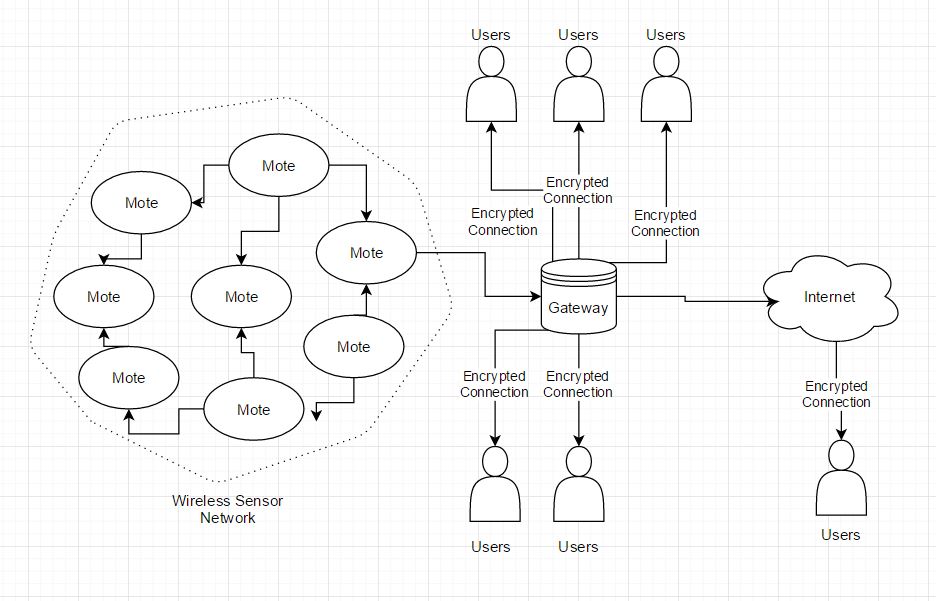 Users
Users
Users
Mote
Mote
Mote
Mote
Mote
Mote
Mote
Mote
Wireless Sensor
Network
Encrypted
Connection
Encrypted
Connection
Encrypted
Connection
Gateway
Internet
Encrypted
Connection
Encrypted
Connection
Encrypted
Connection
Users
Users
Users